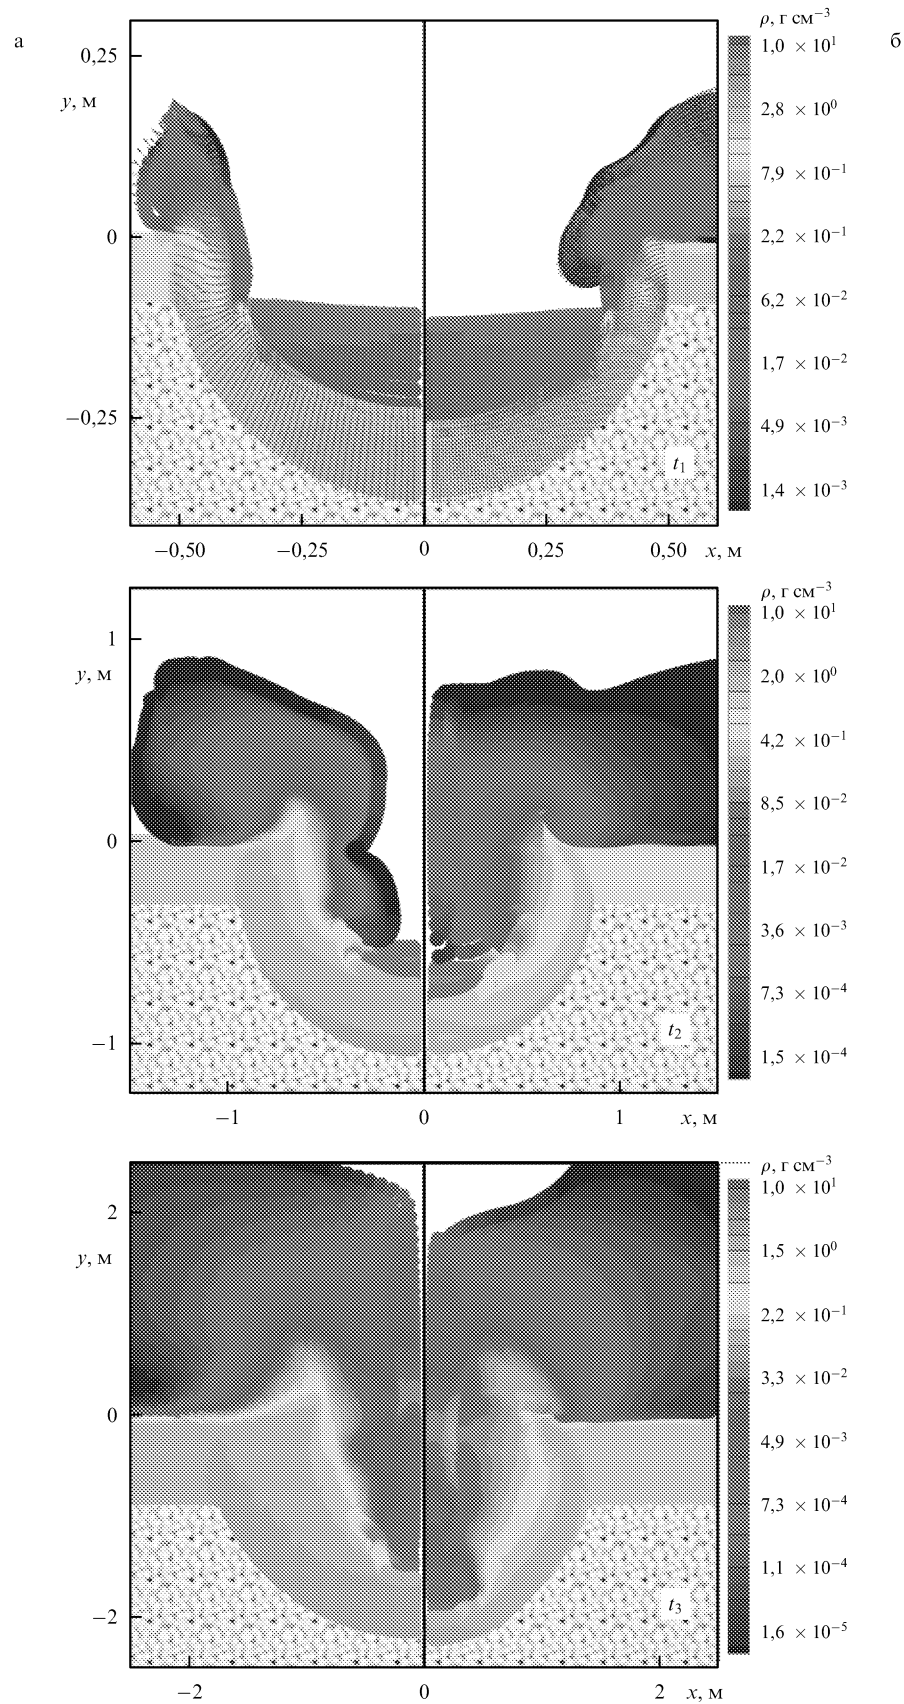 а
б
ρ, г см⁻³
1,0 × 10¹
2,8 × 10⁰
7,9 × 10⁻¹
2,2 × 10⁻¹
6,2 × 10⁻²
1,7 × 10⁻²
4,9 × 10⁻³
1,4 × 10⁻³
0,25
y, м
0
−0,25
t₁
−0,50 −0,25 0 0,25 0,50 x, м
ρ, г см⁻³
1,0 × 10¹
2,0 × 10⁰
4,2 × 10⁻¹
8,5 × 10⁻²
1,7 × 10⁻²
3,6 × 10⁻³
7,3 × 10⁻⁴
1,5 × 10⁻⁴
1
y, м
0
−1
t₂
−1 0 1 x, м
ρ, г см⁻³
1,0 × 10¹
1,5 × 10⁰
2,2 × 10⁻¹
3,3 × 10⁻²
4,9 × 10⁻³
7,3 × 10⁻⁴
1,1 × 10⁻⁴
1,6 × 10⁻⁵
2
y, м
0
−2
t₃
−2 0 2 x, м